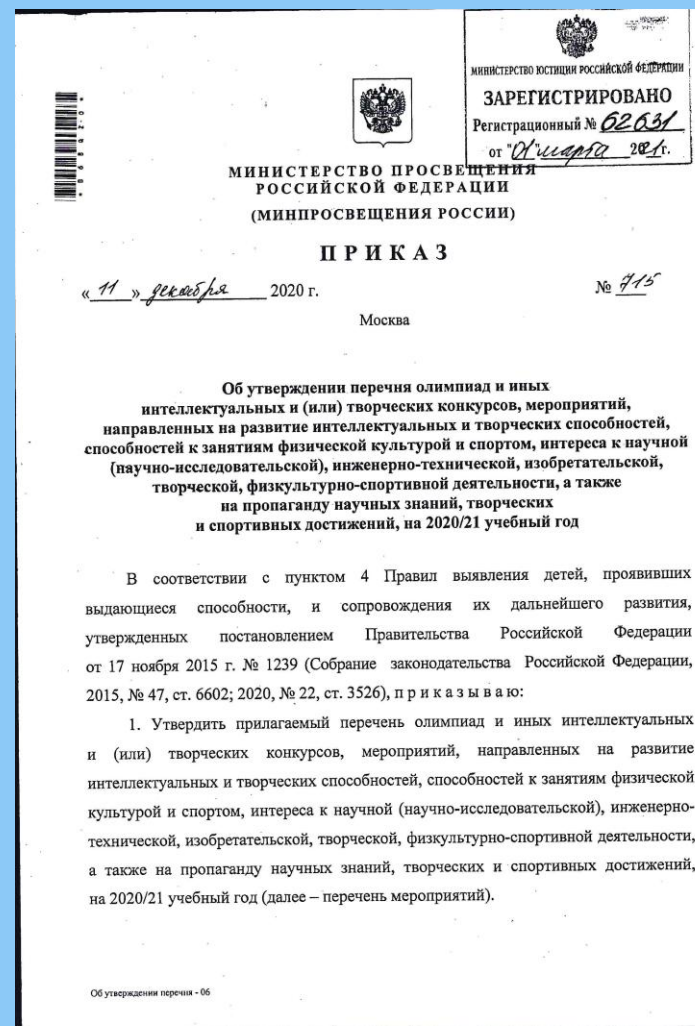 МИНИСТЕРСТВО ЮСТИЦИИ РОССИЙСКОЙ ФЕДЕРАЦИИ
ЗАРЕГИСТРИРОВАНО
Регистрационный № 62631
от "01" марта 2021г.
МИНИСТЕРСТВО ПРОСВЕЩЕНИЯ
РОССИЙСКОЙ ФЕДЕРАЦИИ
(МИНПРОСВЕЩЕНИЯ РОССИИ)
ПРИКАЗ
« 11 » декабря 2020 г.
№ 715
Москва
Об утверждении перечня олимпиад и иных
интеллектуальных и (или) творческих конкурсов, мероприятий,
направленных на развитие интеллектуальных и творческих способностей,
способностей к занятиям физической культурой и спортом, интереса к научной
(научно-исследовательской), инженерно-технической, изобретательской,
творческой, физкультурно-спортивной деятельности, а также
на пропаганду научных знаний, творческих
и спортивных достижений, на 2020/21 учебный год
В соответствии с пунктом 4 Правил выявления детей, проявивших
выдающиеся способности, и сопровождения их дальнейшего развития,
утвержденных постановлением Правительства Российской Федерации
от 17 ноября 2015 г. № 1239 (Собрание законодательства Российской Федерации,
2015, № 47, ст. 6602; 2020, № 22, ст. 3526), п р и к а з ы в а ю:
1. Утвердить прилагаемый перечень олимпиад и иных интеллектуальных
и (или) творческих конкурсов, мероприятий, направленных на развитие
интеллектуальных и творческих способностей, способностей к занятиям физической
культурой и спортом, интереса к научной (научно-исследовательской), инженерно-
технической, изобретательской, творческой, физкультурно-спортивной деятельности,
а также на пропаганду научных знаний, творческих и спортивных достижений,
на 2020/21 учебный год (далее – перечень мероприятий).
Об утверждении перечня - 06